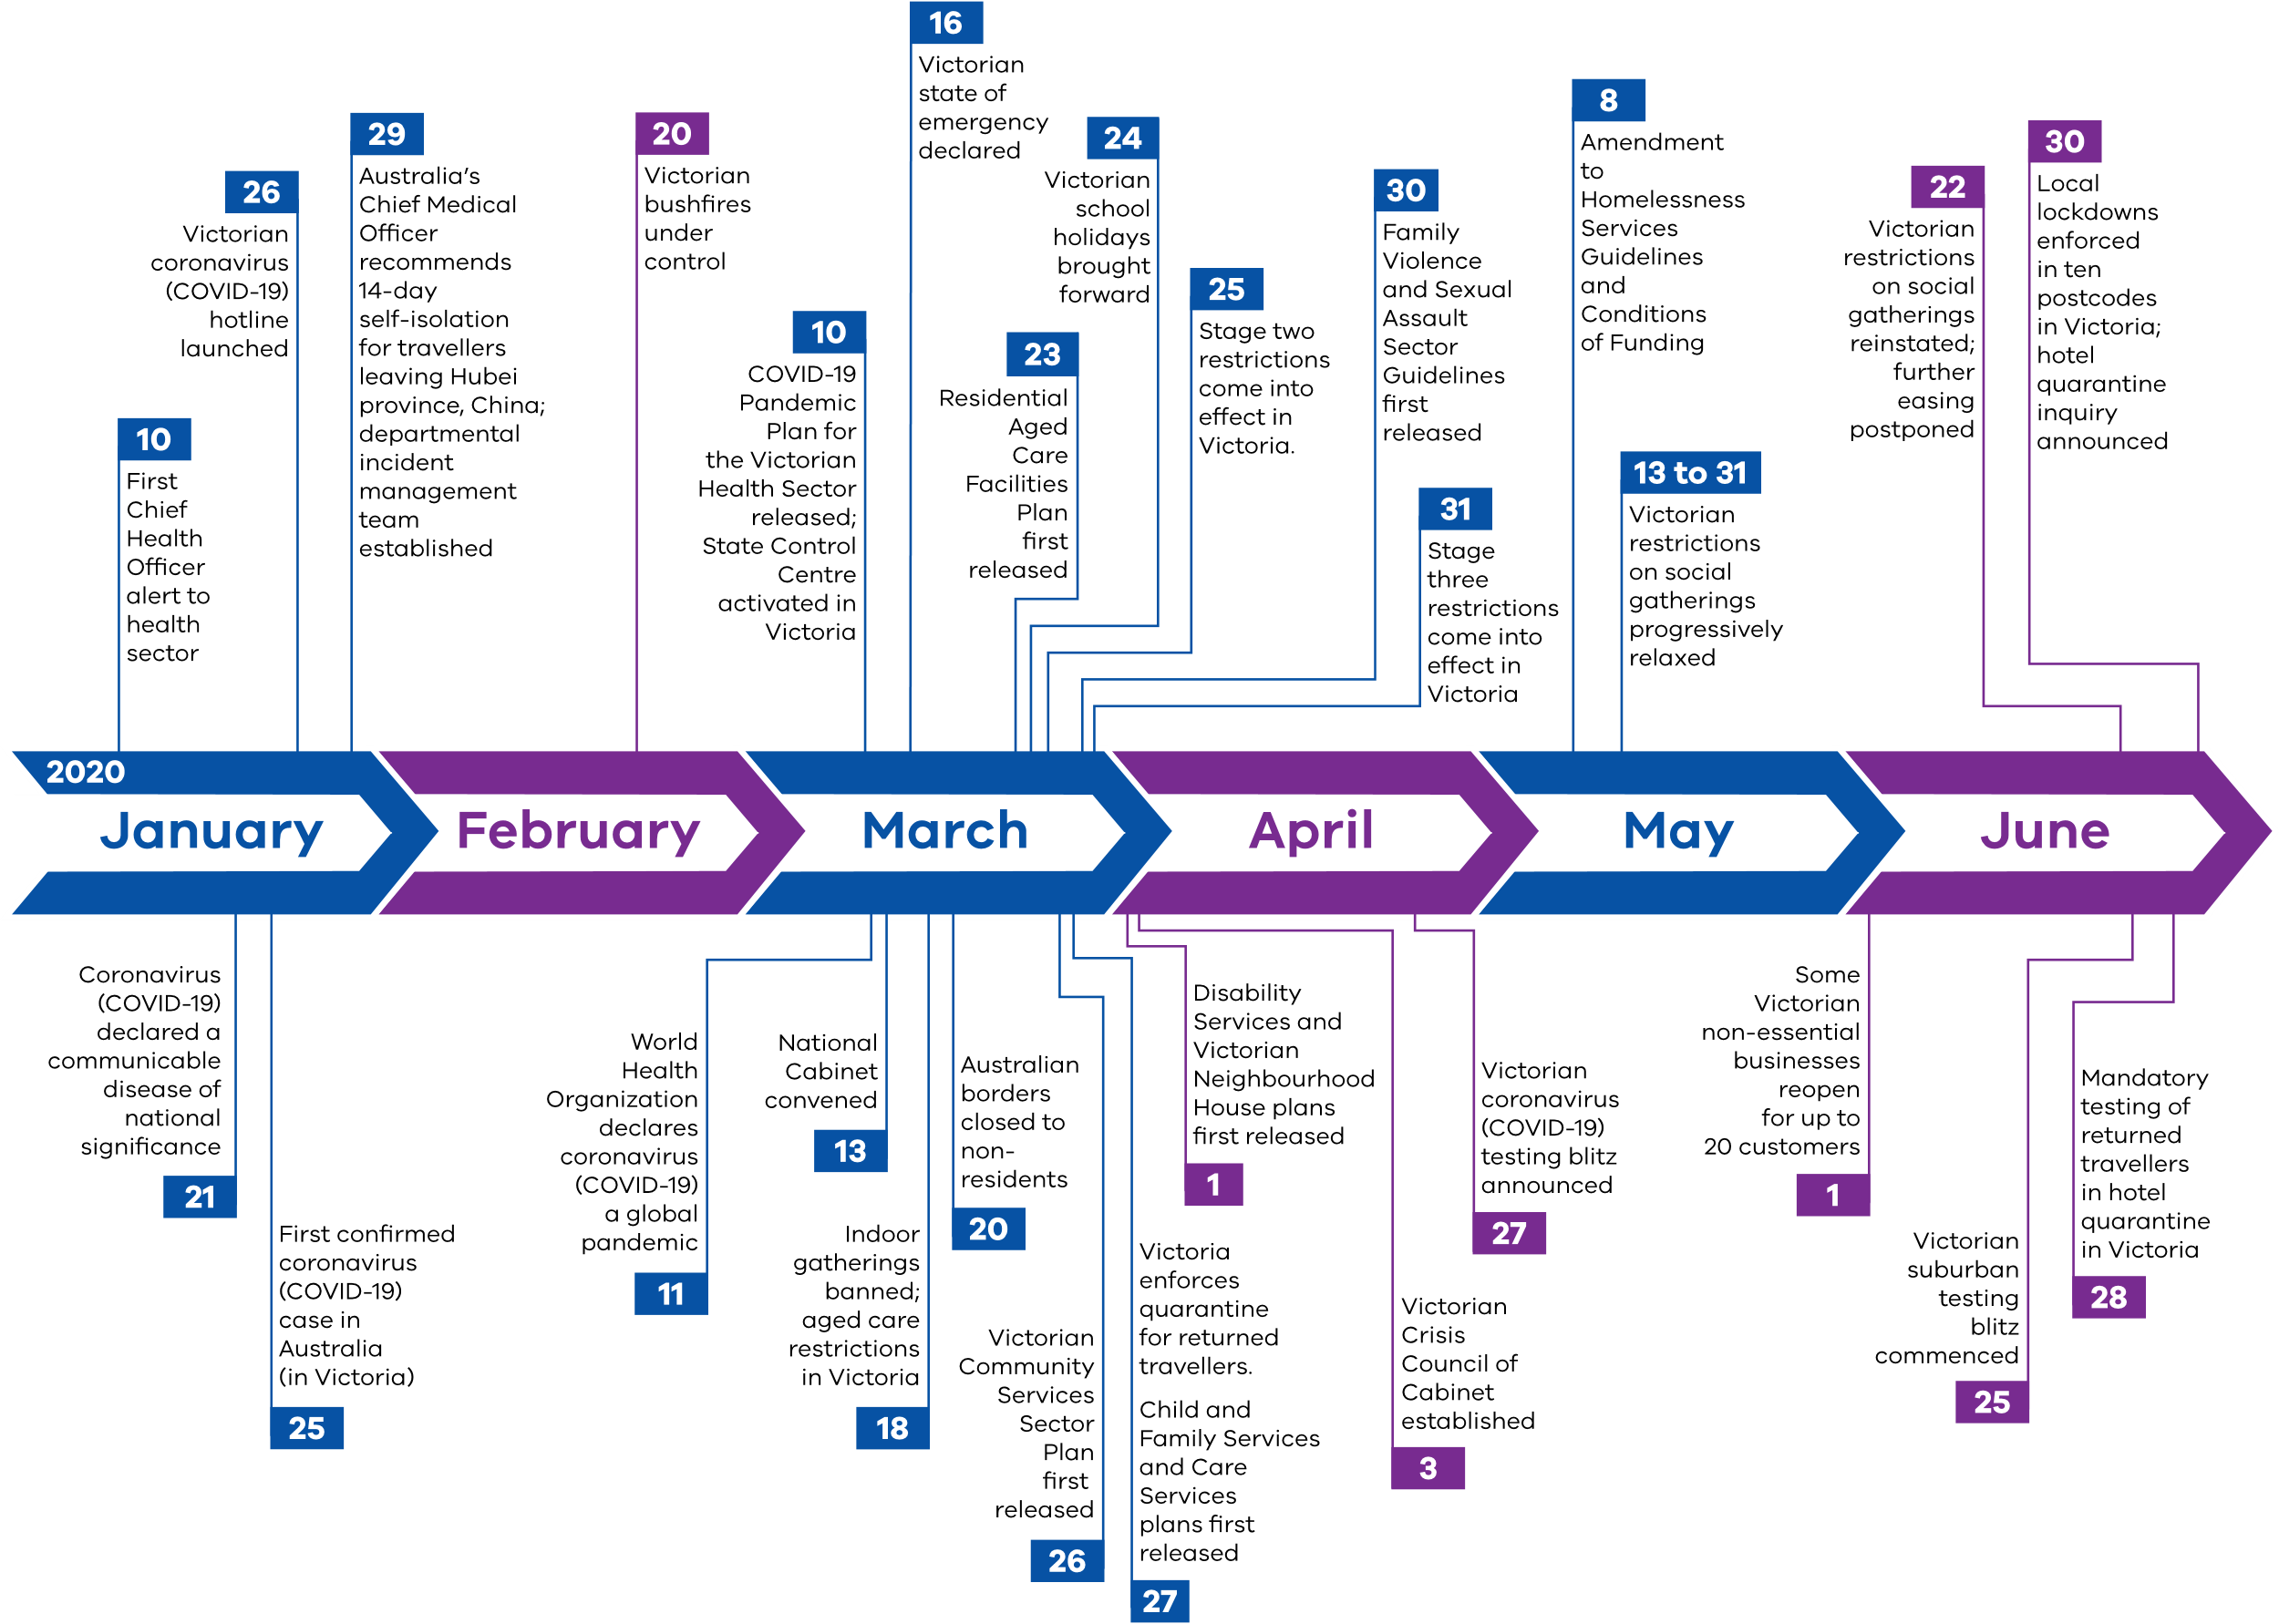 10
First
Chief
Health
Officer
alert to
health
sector
26
Victorian
coronavirus
(COVID-19)
hotline
launched
29
Australia’s
Chief Medical
Officer
recommends
14-day
self-isolation
for travellers
leaving Hubei
province, China;
departmental
incident
management
team
established
20
Victorian
bushfires
under
control
10
COVID-19
Pandemic
Plan for
the Victorian
Health Sector
released;
State Control
Centre
activated in
Victoria
16
Victorian
state of
emergency
declared
23
Residential
Aged
Care
Facilities
Plan
first
released
24
Victorian
school
holidays
brought
forward
25
Stage two
restrictions
come into
effect in
Victoria.
30
Family
Violence
and Sexual
Assault
Sector
Guidelines
first
released
31
Stage
three
restrictions
come into
effect in
Victoria
8
Amendment
to
Homelessness
Services
Guidelines
and
Conditions
of Funding
13 to 31
Victorian
restrictions
on social
gatherings
progressively
relaxed
22
Victorian
restrictions
on social
gatherings
reinstated;
further
easing
postponed
30
Local
lockdowns
enforced
in ten
postcodes
in Victoria;
hotel
quarantine
inquiry
announced
2020
January
February
March
April
May
June
Coronavirus
(COVID-19)
declared a
communicable
disease of
national
significance
21
First confirmed
coronavirus
(COVID-19)
case in
Australia
(in Victoria)
25
World
Health
Organization
declares
coronavirus
(COVID-19)
a global
pandemic
11
National
Cabinet
convened
13
Indoor
gatherings
banned;
aged care
restrictions
in Victoria
18
Australian
borders
closed to
non-
residents
20
Victorian
Community
Services
Sector
Plan
first
released
26
Victoria
enforces
quarantine
for returned
travellers.
Child and
Family Services
and Care
Services
plans first
released
27
Disability
Services and
Victorian
Neighbourhood
House plans
first released
1
Victorian
Crisis
Council of
Cabinet
established
3
Victorian
coronavirus
(COVID-19)
testing blitz
announced
27
Some
Victorian
non-essential
businesses
reopen
for up to
20 customers
1
Victorian
suburban
testing
blitz
commenced
25
Mandatory
testing of
returned
travellers
in hotel
quarantine
in Victoria
28